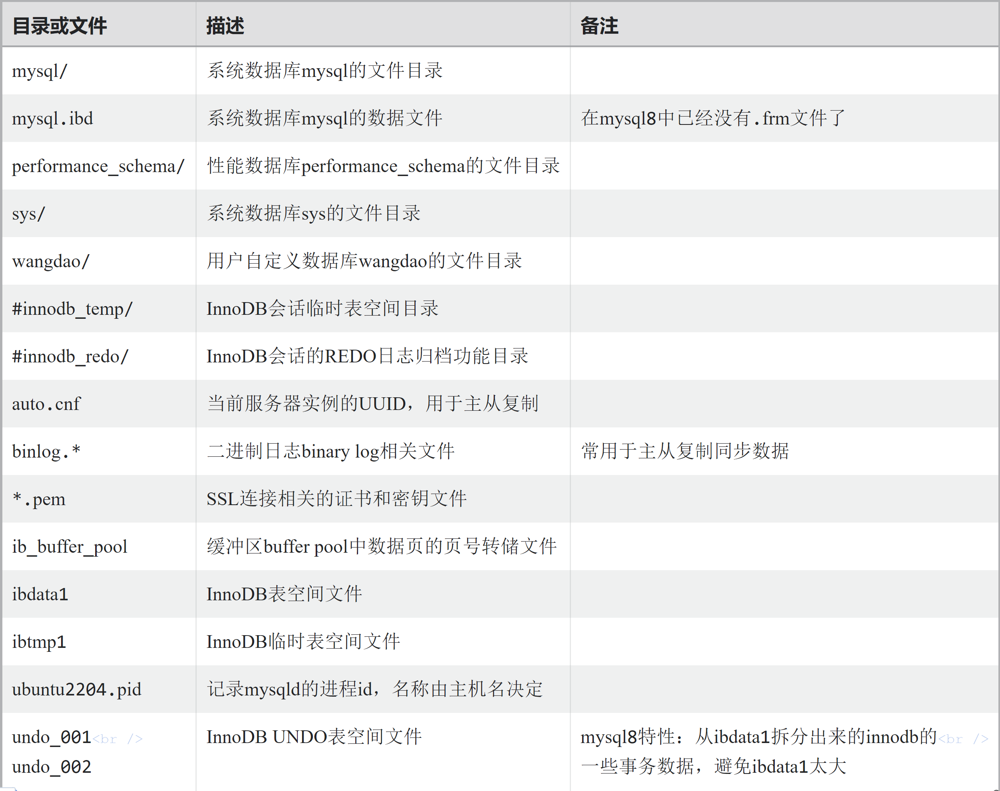 目录或文件 描述 备注
mysql/ 系统数据库mysql的文件目录
mysql.ibd 系统数据库mysql的数据文件 在mysql8中已经没有.frm文件了
performance_schema/ 性能数据库performance_schema的文件目录
sys/ 系统数据库sys的文件目录
wangdao/ 用户自定义数据库wangdao的文件目录
#innodb_temp/ InnoDB会话临时表空间目录
#innodb_redo/ InnoDB会话的REDO日志归档功能目录
auto.cnf 当前服务器实例的UUID，用于主从复制
binlog.* 二进制日志binary log相关文件 常用于主从复制同步数据
*.pem SSL连接相关的证书和密钥文件
ib_buffer_pool 缓冲区buffer pool中数据页的页号转储文件
ibdata1 InnoDB表空间文件
ibtmp1 InnoDB临时表空间文件
ubuntu2204.pid 记录mysqld的进程id，名称由主机名决定
undo_001<br /> InnoDB UNDO表空间文件 mysql8特性：从ibdata1拆分出来的innodb的<br />
undo_002 一些事务数据，避免ibdata1太大